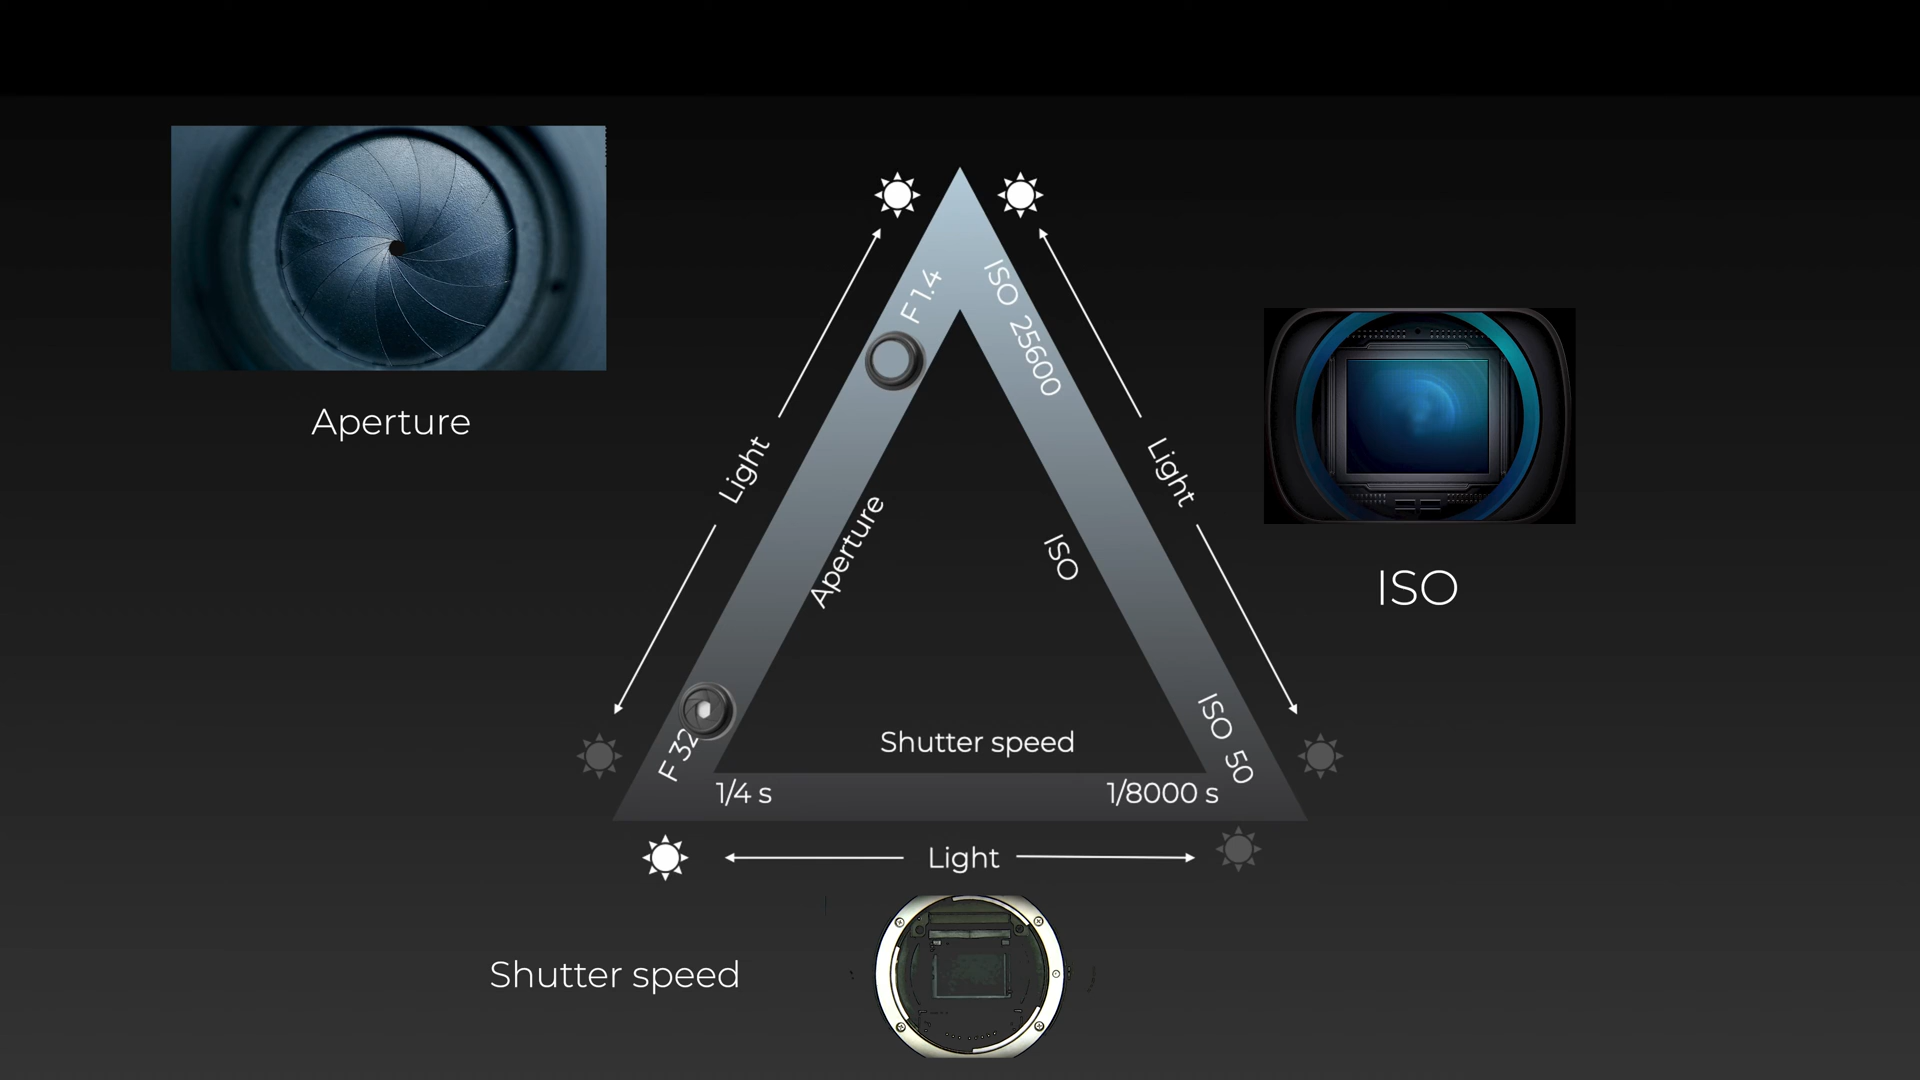 Aperture
F 1.4
ISO 25600
Light
Light
Aperture
ISO
ISO
F 32
ISO 50
Shutter speed
1/4 s
1/8000 s
Light
Shutter speed